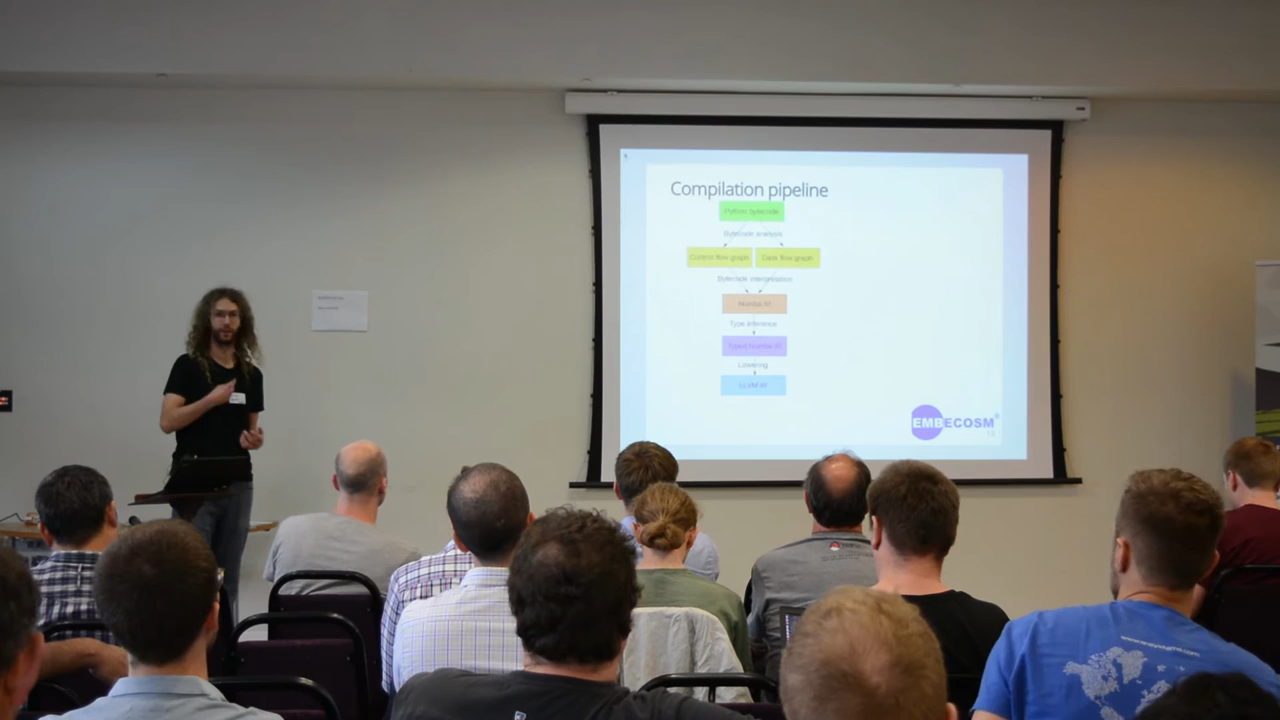 Compilation pipeline
Python bytecode
Bytecode analysis
Control flow graph
Data flow graph
Bytecode interpretation
Numba IR
Type inference
Typed Numba IR
Lowering
LLVM IR
EMBECOSM®